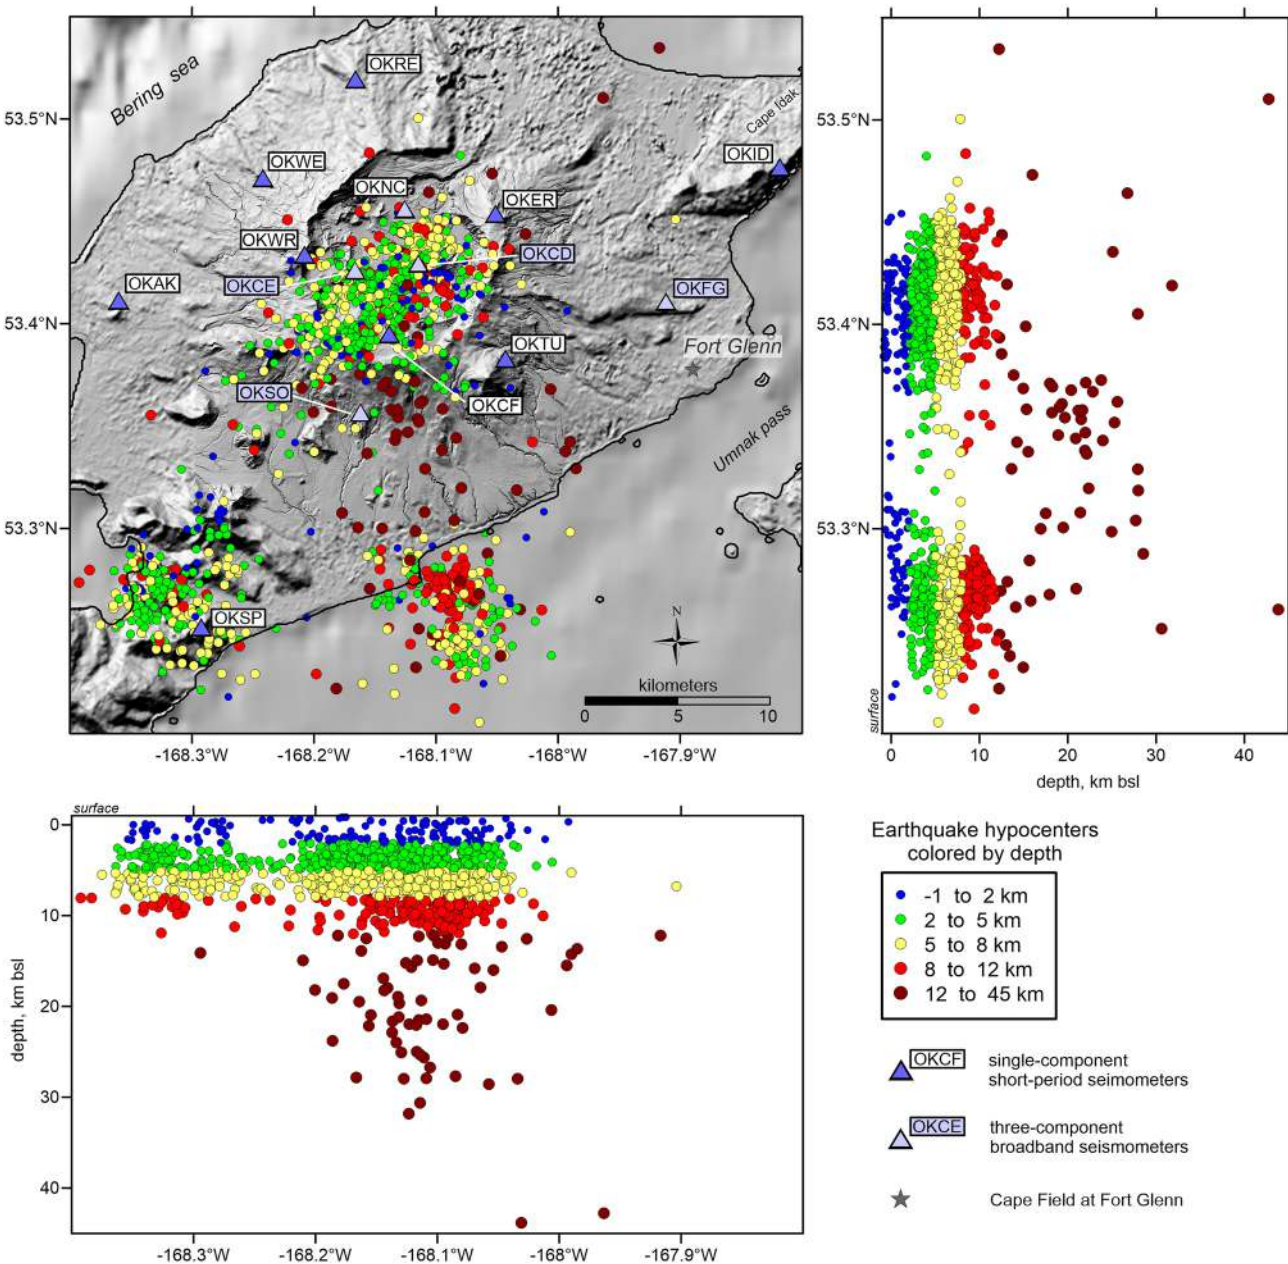 Bering sea
OKRE
53.5°N
Cape Idak
OKWE
OKID
OKNC
OKER
OKWR
OKCD
OKCE
OKAK
OKFG
53.4°N
Fort Glenn
OKTU
OKSO
OKCF
Umnak pass
53.3°N
OKSP
N
kilometers
0 5 10
-168.3°W -168.2°W -168.1°W -168°W -167.9°W
53.5°N
53.4°N
53.3°N
surface
0 10 20 30 40
depth, km bsl
surface
0
10
20
30
40
depth, km bsl
-168.3°W -168.2°W -168.1°W -168°W -167.9°W
Earthquake hypocenters
colored by depth
-1 to 2 km
2 to 5 km
5 to 8 km
8 to 12 km
12 to 45 km
OKCF single-component
short-period seimometers
OKCE three-component
broadband seismometers
Cape Field at Fort Glenn